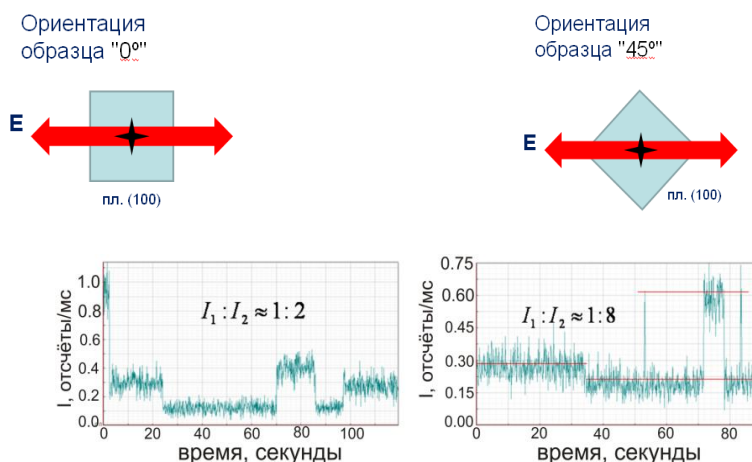 Ориентация
образца "0º"
Ориентация
образца "45º"
E
E
пл. (100)
пл. (100)
I, отсчёты/мс
1.0
0.8
0.6
0.4
0.2
0.0
I₁ : I₂ ≈ 1 : 2
0 20 40 60 80 100
время, секунды
I, отсчёты/мс
0.75
0.60
0.45
0.30
0.15
0.00
I₁ : I₂ ≈ 1 : 8
0 20 40 60 80
время, секунды